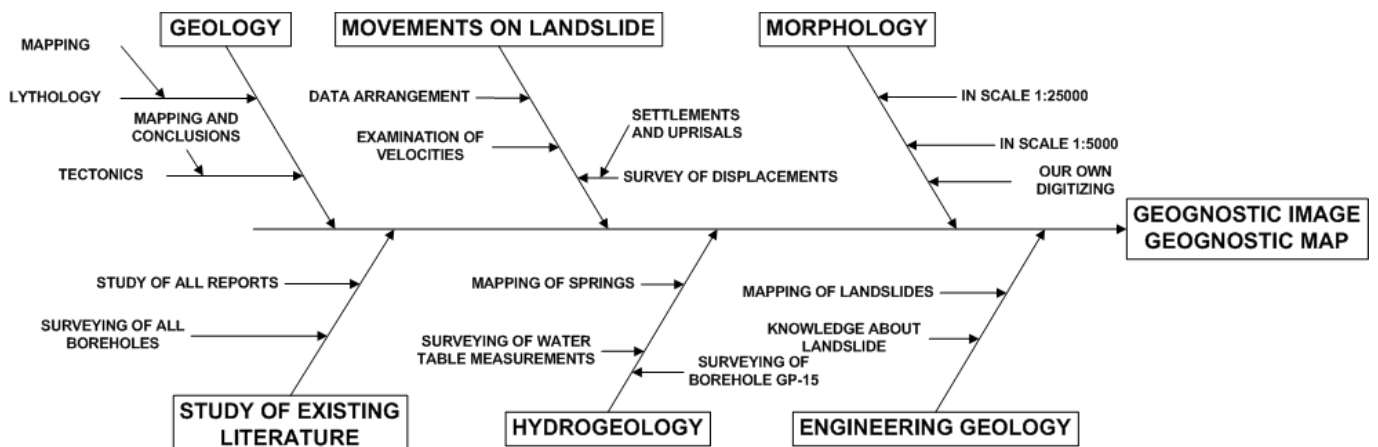 GEOLOGY
MOVEMENTS ON LANDSLIDE
MORPHOLOGY
MAPPING
LYTHOLOGY
MAPPING AND
CONCLUSIONS
TECTONICS
DATA ARRANGEMENT
EXAMINATION OF
VELOCITIES
SETTLEMENTS
AND UPRISALS
SURVEY OF DISPLACEMENTS
IN SCALE 1:25000
IN SCALE 1:5000
OUR OWN
DIGITIZING
GEOGNOSTIC IMAGE
GEOGNOSTIC MAP
STUDY OF ALL REPORTS
SURVEYING OF ALL
BOREHOLES
STUDY OF EXISTING
LITERATURE
MAPPING OF SPRINGS
SURVEYING OF WATER
TABLE MEASUREMENTS
SURVEYING OF
BOREHOLE GP-15
HYDROGEOLOGY
MAPPING OF LANDSLIDES
KNOWLEDGE ABOUT
LANDSLIDE
ENGINEERING GEOLOGY